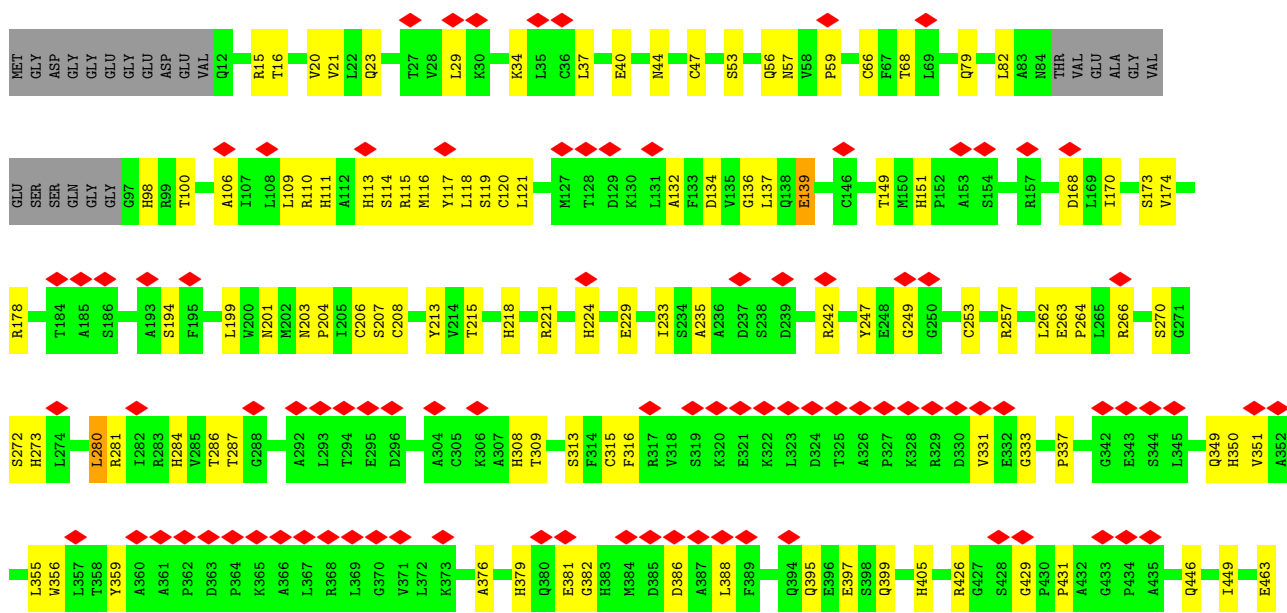 MET GLY ASP GLY GLY GLU GLY GLU ASP GLU VAL Q12 R15 T16 V20 V21 L22 Q23 T27 V28 L29 K30 K34 L35 C36 L37 E40 N44 C47 S53 Q56 N57 V58 P59 C66 F67 T68 L69 Q79 L82 A83 N84 THR VAL GLU ALA GLY VAL
GLU SER SER GLN GLY GLY G97 H98 R99 T100 A106 I107 L108 L109 R110 H111 A112 H113 S114 R115 M116 Y117 L118 S119 C120 L121 M127 T128 D129 K130 L131 A132 F133 D134 V135 G136 L137 Q138 E139 C146 T149 M150 H151 P152 A153 S154 R157 D168 L169 I170 S173 V174
R178 T184 A185 S186 A193 S194 F195 L199 W200 N201 M202 N203 P204 I205 C206 S207 C208 Y213 V214 T215 H218 R221 H224 E229 I233 S234 A235 A236 D237 S238 D239 R242 Y247 E248 G249 G250 C253 R257 L262 E263 P264 L265 R266 S270 G271
S272 H273 L274 L280 R281 I282 R283 H284 V285 T286 T287 G288 A292 L293 T294 E295 D296 A304 C305 K306 A307 H308 T309 S313 F314 C315 F316 R317 V318 S319 K320 E321 K322 L323 D324 T325 A326 P327 K328 R329 D330 V331 E332 G333 P337 G342 E343 S344 L345 Q349 H350 V351 A352
L355 W356 L357 T358 Y359 A360 A361 P362 D363 P364 K365 A366 L367 R368 L369 G370 V371 L372 K373 A376 H379 Q380 E381 G382 H383 M384 D385 D386 A387 L388 F389 Q394 Q395 E396 E397 S398 Q399 H405 R426 G427 S428 G429 P430 P431 A432 G433 P434 A435 Q446 I449 E463